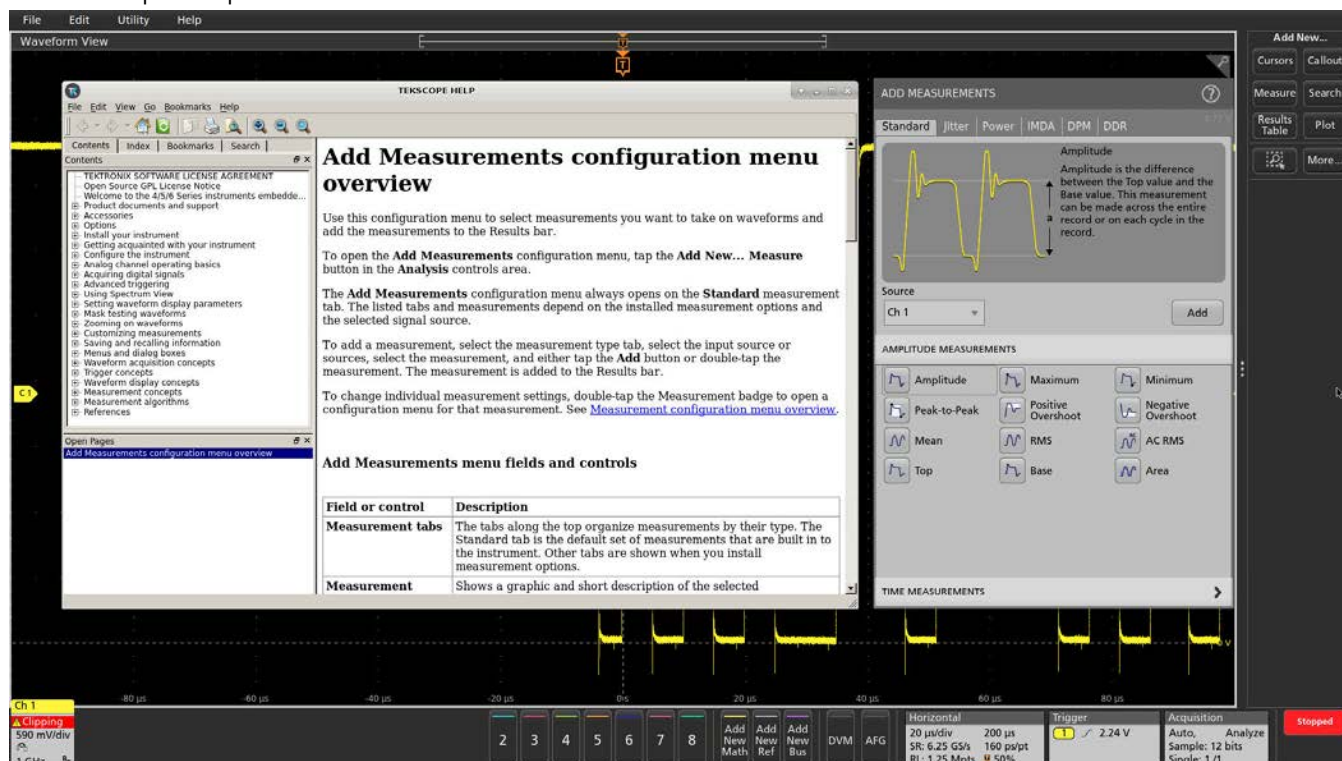 File Edit Utility Help
Waveform View
Add New...
Cursors Callout
Measure Search
Results Table Plot
More...
TEKSCOPE HELP
File Edit View Go Bookmarks Help
Contents Index Bookmarks Search
Contents
TEKTRONIX SOFTWARE LICENSE AGREEMENT
Open Source GPL License Notice
Welcome to the 4/5/6 Series instruments embedde...
Product documents and support
Accessories
Options
Install your instrument
Getting acquainted with your instrument
Configure the instrument
Analog channel operating basics
Acquiring digital signals
Advanced triggering
Using Spectrum View
Setting waveform display parameters
Mask testing waveforms
Zooming on waveforms
Customizing measurements
Saving and recalling information
Menus and dialog boxes
Waveform acquisition concepts
Trigger concepts
Waveform display concepts
Measurement concepts
Measurement algorithms
References
Open Pages
Add Measurements configuration menu overview
Add Measurements configuration menu
overview
Use this configuration menu to select measurements you want to take on waveforms and
add the measurements to the Results bar.
To open the Add Measurements configuration menu, tap the Add New... Measure
button in the Analysis controls area.
The Add Measurements configuration menu always opens on the Standard measurement
tab. The listed tabs and measurements depend on the installed measurement options and
the selected signal source.
To add a measurement, select the measurement type tab, select the input source or
sources, select the measurement, and either tap the Add button or double-tap the
measurement. The measurement is added to the Results bar.
To change individual measurement settings, double-tap the Measurement badge to open a
configuration menu for that measurement. See Measurement configuration menu overview.
Add Measurements menu fields and controls
Field or control Description
Measurement tabs The tabs along the top organize measurements by their type. The
Standard tab is the default set of measurements that are built in to
the instrument. Other tabs are shown when you install
measurement options.
Measurement Shows a graphic and short description of the selected
ADD MEASUREMENTS
Standard Jitter Power IMDA DPM DDR
Amplitude
Amplitude is the difference
between the Top value and the
Base value. This measurement
can be made across the entire
record or on each cycle in the
record.
a
Source
Ch 1
Add
AMPLITUDE MEASUREMENTS
Amplitude Maximum Minimum
Peak-to-Peak Positive Overshoot Negative Overshoot
Mean RMS AC RMS
Top Base Area
TIME MEASUREMENTS
C1
-80 µs -60 µs -40 µs -20 µs 0 s 20 µs 40 µs 60 µs 80 µs
Ch 1
Clipping
590 mV/div
1 GHz
2 3 4 5 6 7 8
Add New Math
Add New Ref
Add New Bus
DVM AFG
Horizontal
20 µs/div 200 µs
SR: 6.25 GS/s 160 ps/pt
RL: 1.25 Mpts 50%
Trigger
1 2.24 V
Acquisition
Auto, Analyze
Sample: 12 bits
Single: 1/1
Stopped